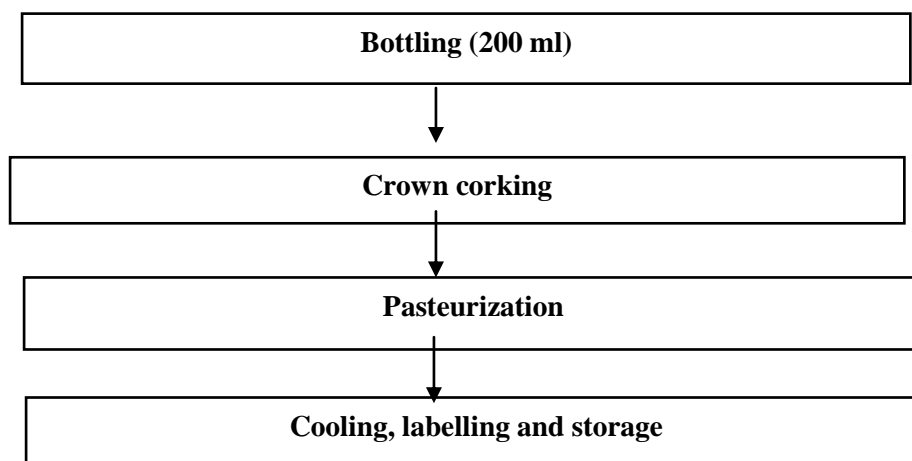 Bottling (200 ml)
Crown corking
Pasteurization
Cooling, labelling and storage